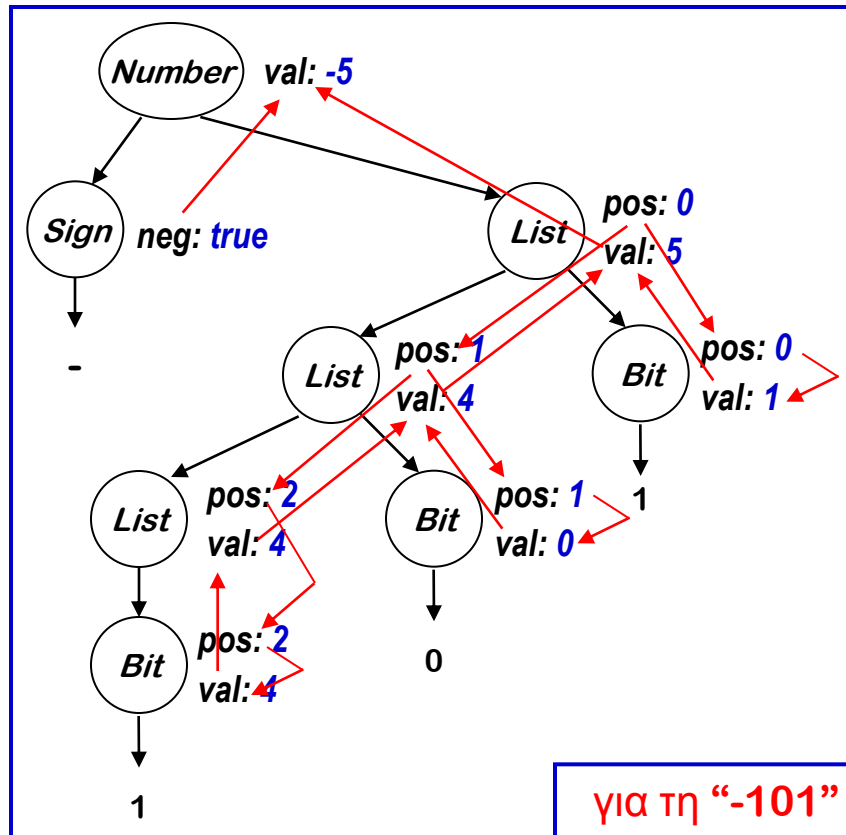 Number val: -5
Sign neg: true
List pos: 0
val: 5
-
List pos: 1
val: 4
Bit pos: 0
val: 1
List pos: 2
val: 4
Bit pos: 1
val: 0
1
Bit pos: 2
val: 4
0
1
για τη “-101”